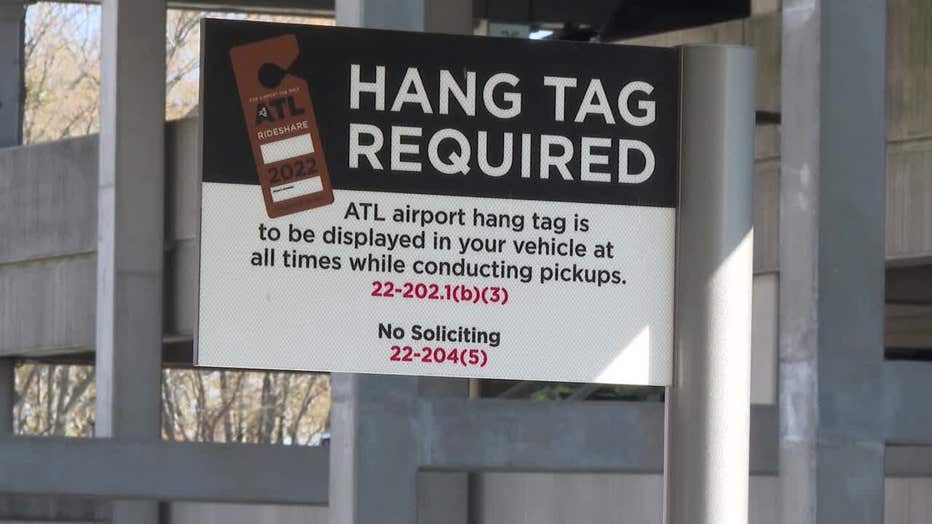 HANG TAG
REQUIRED
ATL
RIDESHARE
2022
ATL airport hang tag is
to be displayed in your vehicle at
all times while conducting pickups.
22-202.1(b)(3)
No Soliciting
22-204(5)